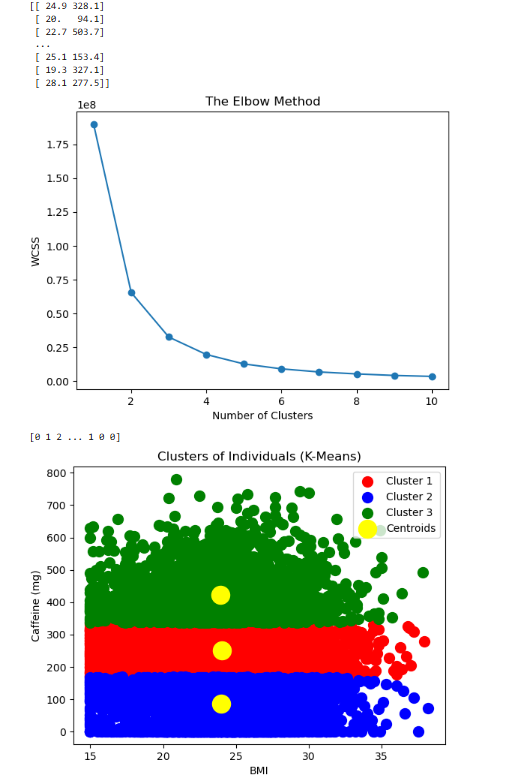 [[ 24.9 328.1]
[ 20.   94.1]
[ 22.7 503.7]
...
[ 25.1 153.4]
[ 19.3 327.1]
[ 28.1 277.5]]
The Elbow Method
1e8
1.75
1.50
1.25
1.00
0.75
0.50
0.25
0.00
WCSS
2 4 6 8 10
Number of Clusters
[0 1 2 ... 1 0 0]
Clusters of Individuals (K-Means)
Cluster 1
Cluster 2
Cluster 3
Centroids
800
700
600
500
400
300
200
100
0
Caffeine (mg)
15 20 25 30 35
BMI